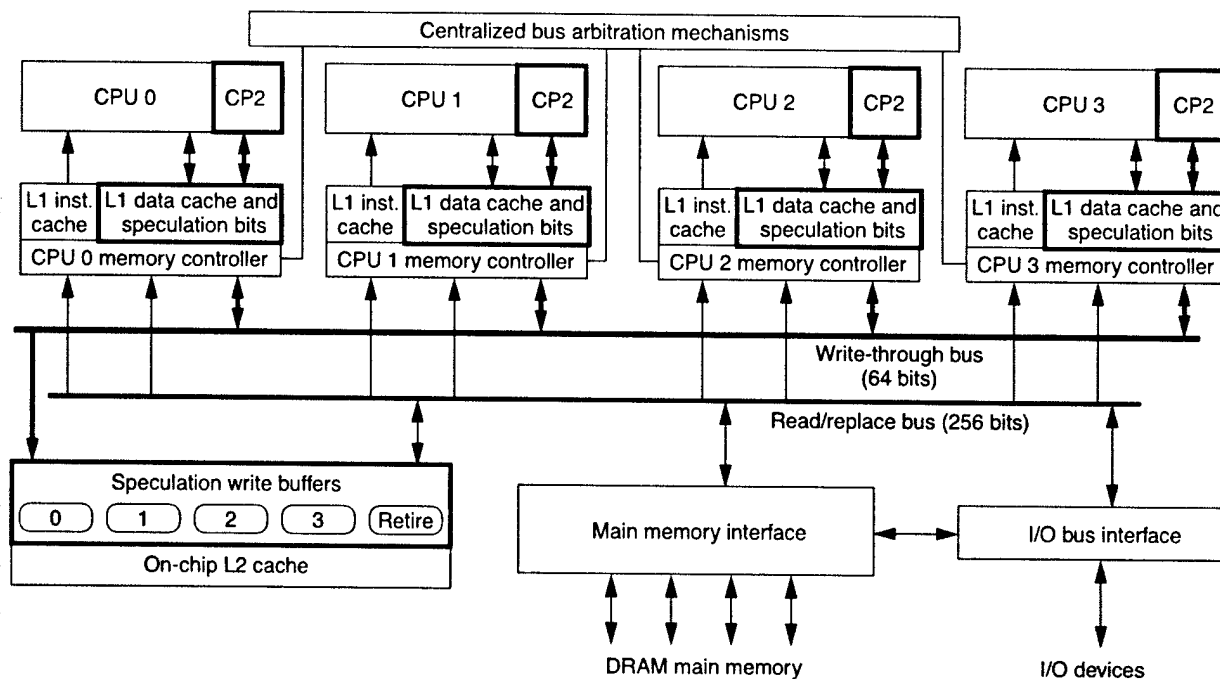 Centralized bus arbitration mechanisms
CPU 0
CP2
CPU 1
CP2
CPU 2
CP2
CPU 3
CP2
L1 inst.
cache
L1 data cache and
speculation bits
CPU 0 memory controller
L1 inst.
cache
L1 data cache and
speculation bits
CPU 1 memory controller
L1 inst.
cache
L1 data cache and
speculation bits
CPU 2 memory controller
L1 inst.
cache
L1 data cache and
speculation bits
CPU 3 memory controller
Write-through bus
(64 bits)
Read/replace bus (256 bits)
Speculation write buffers
0
1
2
3
Retire
On-chip L2 cache
Main memory interface
I/O bus interface
DRAM main memory
I/O devices